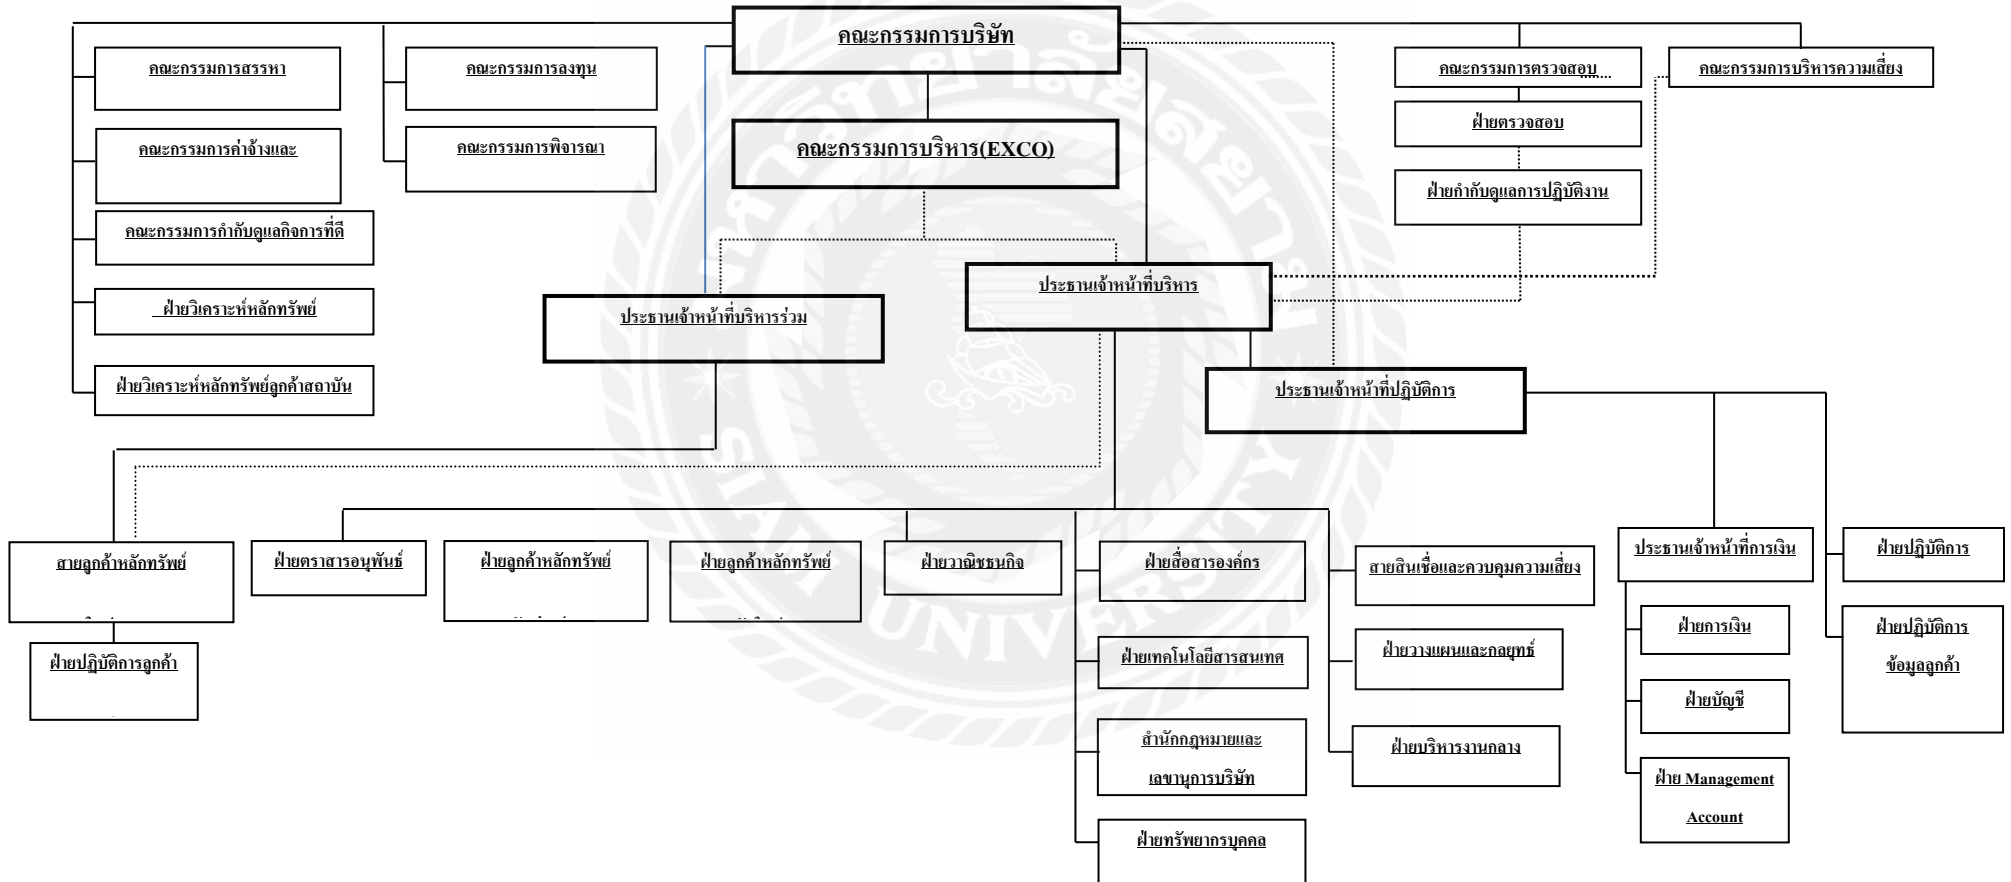 คณะกรรมการบริษัท
คณะกรรมการสรรหา
คณะกรรมการลงทุน
คณะกรรมการตรวจสอบ
คณะกรรมการบริหารความเสี่ยง
ฝ่ายตรวจสอบ
คณะกรรมการค่าจ้างและ
คณะกรรมการพิจารณา
คณะกรรมการบริหาร(EXCO)
ฝ่ายกำกับดูแลการปฏิบัติงาน
คณะกรรมการกำกับดูแลกิจการที่ดี
ประธานเจ้าหน้าที่บริหาร
ฝ่ายวิเคราะห์หลักทรัพย์
ประธานเจ้าหน้าที่บริหารร่วม
ฝ่ายวิเคราะห์หลักทรัพย์ลูกค้าสถาบัน
ประธานเจ้าหน้าที่ปฏิบัติการ
สายลูกค้าหลักทรัพย์
ฝ่ายตราสารอนุพันธ์
ฝ่ายลูกค้าหลักทรัพย์
ฝ่ายลูกค้าหลักทรัพย์
ฝ่ายวาณิชธนกิจ
ฝ่ายสื่อสารองค์กร
สายสินเชื่อและควบคุมความเสี่ยง
ประธานเจ้าหน้าที่การเงิน
ฝ่ายปฏิบัติการ
ฝ่ายปฏิบัติการลูกค้า
ฝ่ายเทคโนโลยีสารสนเทศ
ฝ่ายวางแผนและกลยุทธ์
ฝ่ายการเงิน
ฝ่ายปฏิบัติการ
ข้อมูลลูกค้า
ฝ่ายบัญชี
สำนักกฎหมายและ
เลขานุการบริษัท
ฝ่ายบริหารงานกลาง
ฝ่าย Management
Account
ฝ่ายทรัพยากรบุคคล
มหาวิทยาลัยสยาม
SIAM UNIVERSITY